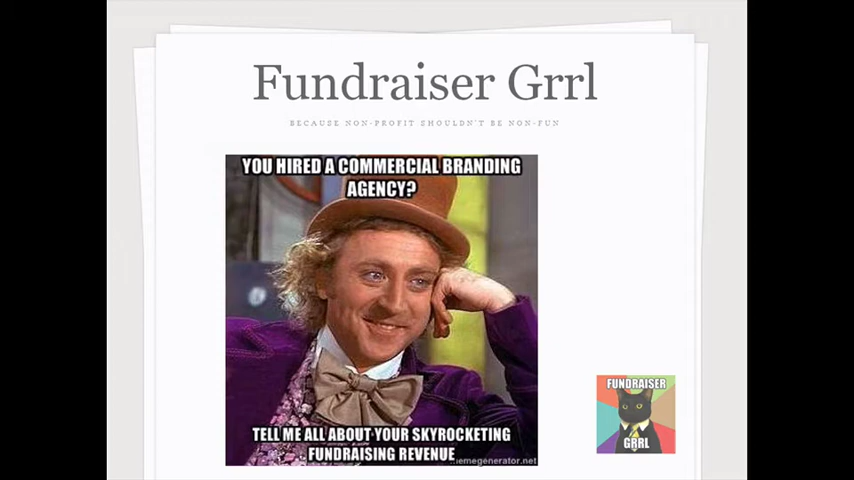 Fundraiser Grrl
BECAUSE NON-PROFIT SHOULDN'T BE NON-FUN
YOU HIRED A COMMERCIAL BRANDING
AGENCY?
TELL ME ALL ABOUT YOUR SKYROCKETING
FUNDRAISING REVENUE
memegenerator.net
FUNDRAISER
GRRL